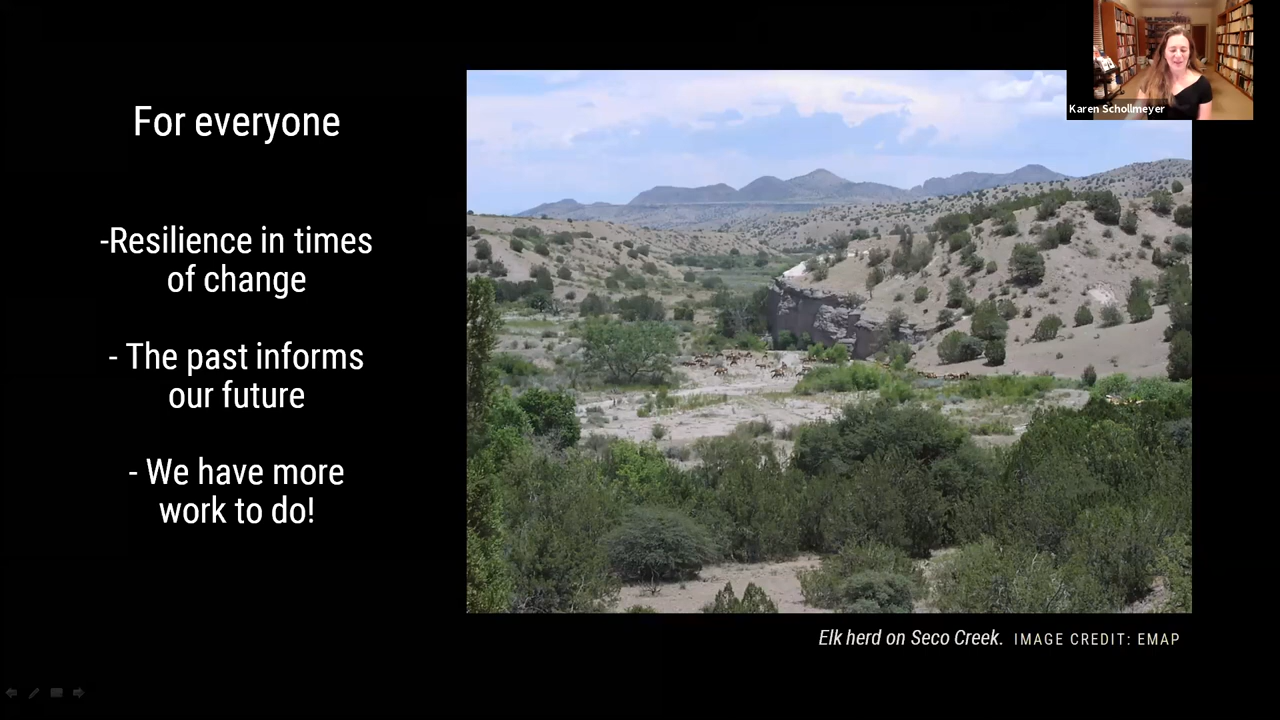 Karen Schollmeyer
For everyone
-Resilience in times
of change
- The past informs
our future
- We have more
work to do!
Elk herd on Seco Creek. IMAGE CREDIT: EMAP